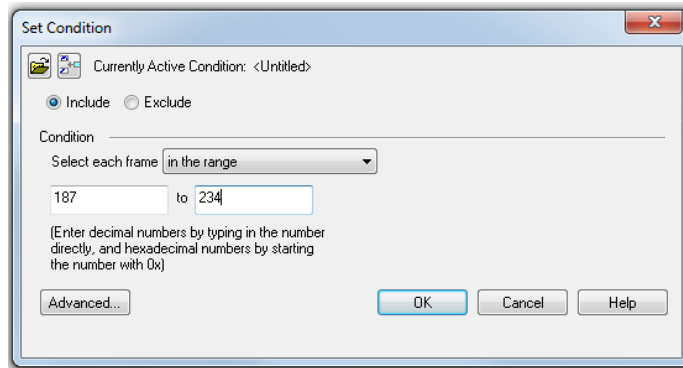 Set Condition
Currently Active Condition: <Untitled>
Include Exclude
Condition
Select each frame in the range
187 to 234
(Enter decimal numbers by typing in the number
directly, and hexadecimal numbers by starting
the number with 0x)
Advanced... OK Cancel Help